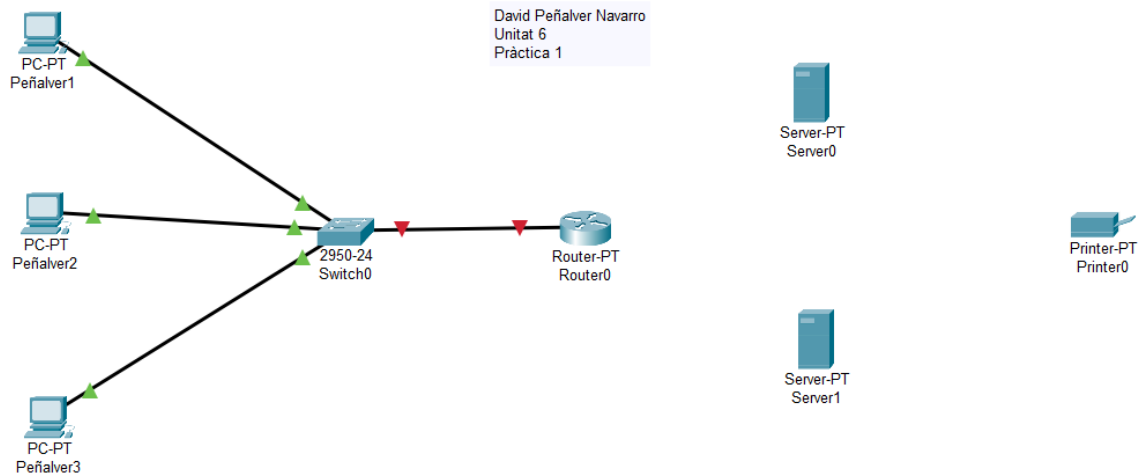 David Peñalver Navarro
Unitat 6
Pràctica 1
PC-PT
Peñalver1
Server-PT
Server0
PC-PT
Peñalver2
2950-24
Switch0
Router-PT
Router0
Printer-PT
Printer0
Server-PT
Server1
PC-PT
Peñalver3